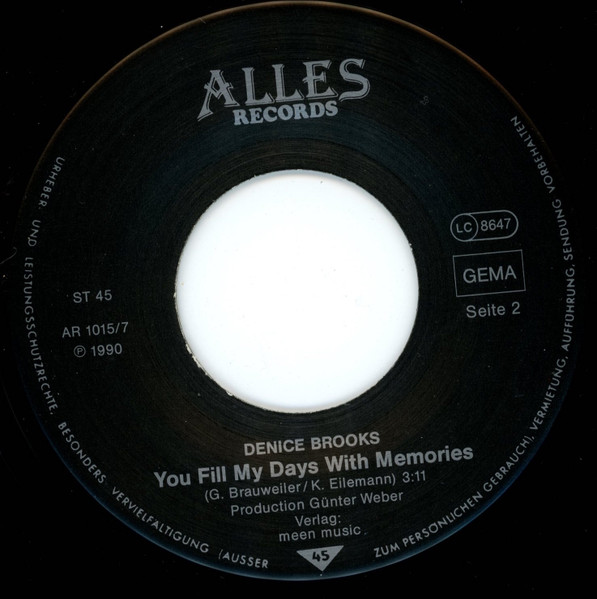 ALLES
RECORDS
LC 8647
GEMA
Seite 2
ST 45
AR 1015/7
Ⓟ 1990
DENICE BROOKS
You Fill My Days With Memories
(G. Brauweiler/K. Eilemann) 3:11
Production Günter Weber
Verlag:
meen music
45
URHEBER- UND LEISTUNGSSCHUTZRECHTE, BESONDERS VERVIELFÄLTIGUNG (AUSSER ZUM PERSÖNLICHEN GEBRAUCH), VERMIETUNG, AUFFÜHRUNG, SENDUNG VORBEHALTEN